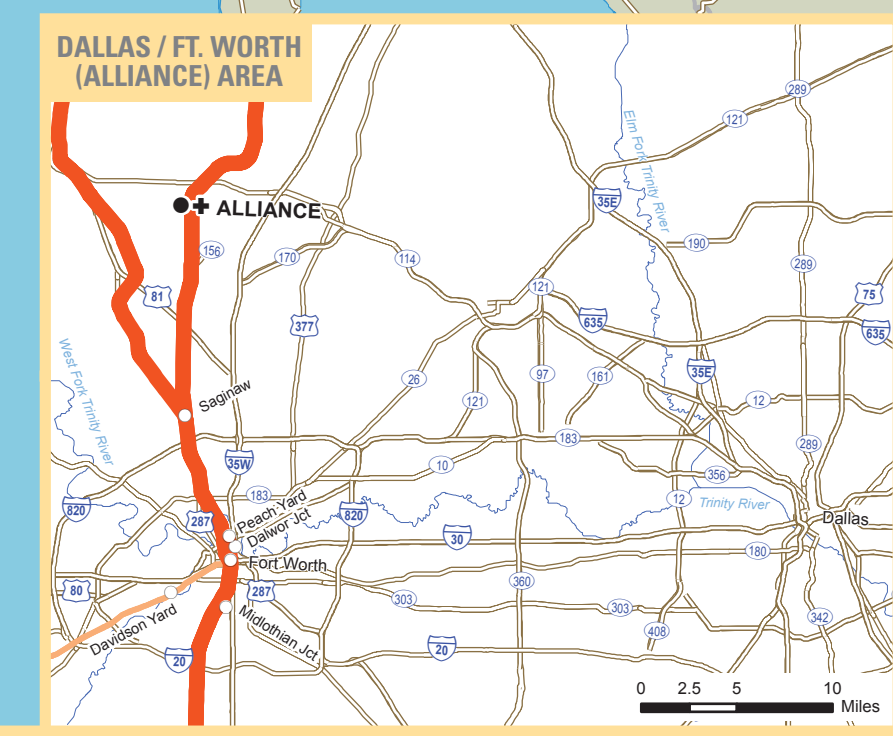 DALLAS / FT. WORTH
(ALLIANCE) AREA
289
121
Elm Fork Trinity River
35E
ALLIANCE
156
170
114
190
289
121
81
75
377
635
635
West Fork Trinity River
26
97
161
35E
Saginaw
121
12
183
289
35W
10
356
820
183
12
Trinity River
287
Peach Yard
820
Dalwor Jct
Dallas
30
180
Fort Worth
80
287
303
360
303
Davidson Yard
Midlothian Jct
342
408
20
20
0 2.5 5 10
Miles